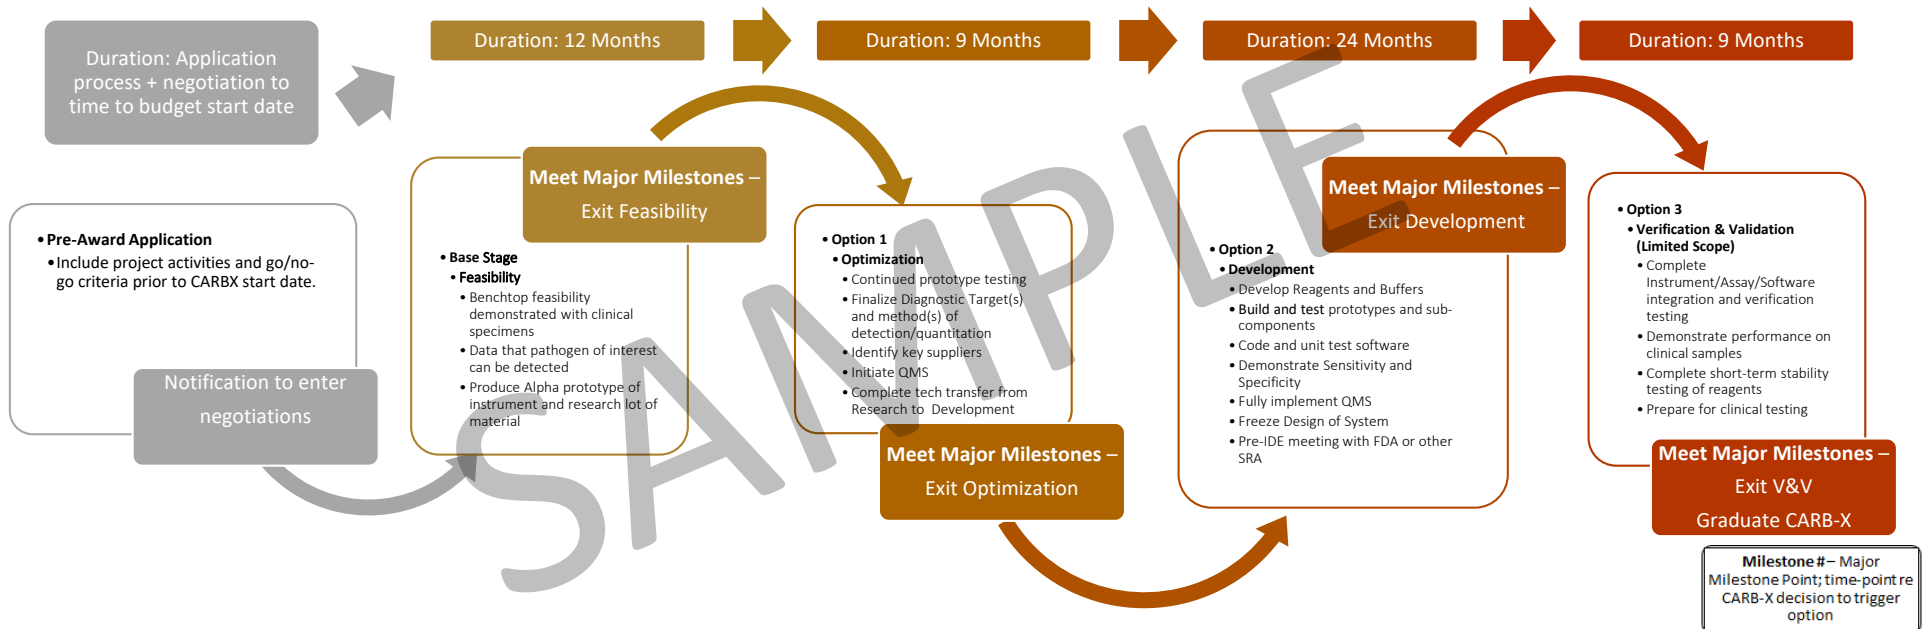 Duration: Application
process + negotiation to
time to budget start date
Duration: 12 Months
Duration: 9 Months
Duration: 24 Months
Duration: 9 Months
• Pre-Award Application
• Include project activities and go/no-
go criteria prior to CARBX start date.
Notification to enter
negotiations
Meet Major Milestones –
Exit Feasibility
• Base Stage
• Feasibility
• Benchtop feasibility
demonstrated with clinical
specimens
• Data that pathogen of interest
can be detected
• Produce Alpha prototype of
instrument and research lot of
material
• Option 1
• Optimization
• Continued prototype testing
• Finalize Diagnostic Target(s)
and method(s) of
detection/quantitation
• Identify key suppliers
• Initiate QMS
• Complete tech transfer from
Research to Development
Meet Major Milestones –
Exit Optimization
Meet Major Milestones –
Exit Development
• Option 2
• Development
• Develop Reagents and Buffers
• Build and test prototypes and sub-
components
• Code and unit test software
• Demonstrate Sensitivity and
Specificity
• Fully implement QMS
• Freeze Design of System
• Pre-IDE meeting with FDA or other
SRA
• Option 3
• Verification & Validation
(Limited Scope)
• Complete
Instrument/Assay/Software
integration and verification
testing
• Demonstrate performance on
clinical samples
• Complete short-term stability
testing of reagents
• Prepare for clinical testing
Meet Major Milestones –
Exit V&V
Graduate CARB-X
Milestone # – Major
Milestone Point; time-point re
CARB-X decision to trigger
option
SAMPLE